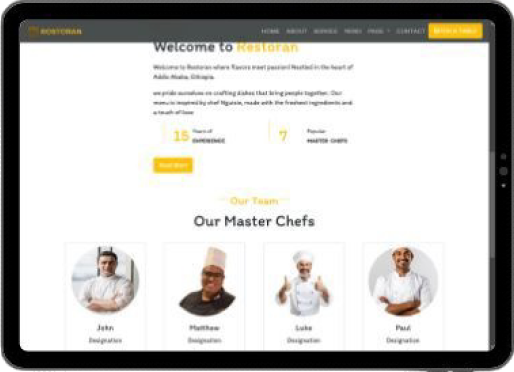 RESTORAN
HOME ABOUT SERVICE MENU PAGE CONTACT BOOK A TABLE
Welcome to Restoran
Welcome to Restoran where flavors meet passion! Nestled in the heart of
Addis Ababa, Ethiopia.
we pride ourselves on crafting dishes that bring people together. Our
menu is inspired by chef Ngusie, made with the freshest ingredients and
a touch of love
15 Years of
EXPERIENCE
7 Popular
MASTER CHEFS
Read More
Our Team
Our Master Chefs
John
Designation
Matthew
Designation
Luke
Designation
Paul
Designation